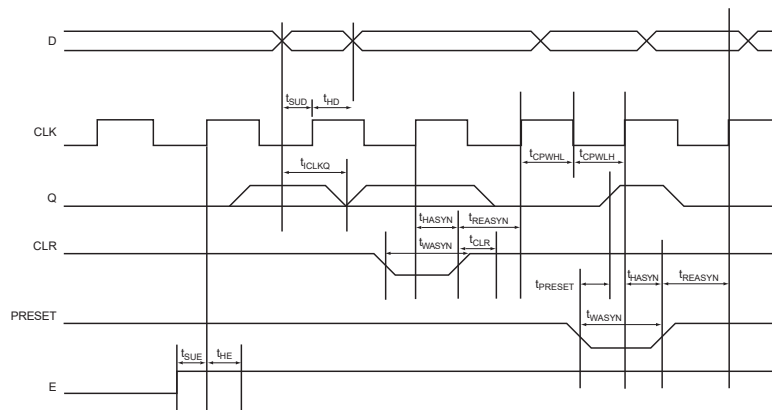 D
tSUD tHD
CLK
tCPWHL tCPWLH
tICLKQ
Q
tHASYN tREASYN
tWASYN tCLR
CLR
tPRESET tHASYN tREASYN
PRESET
tWASYN
tSUE tHE
E